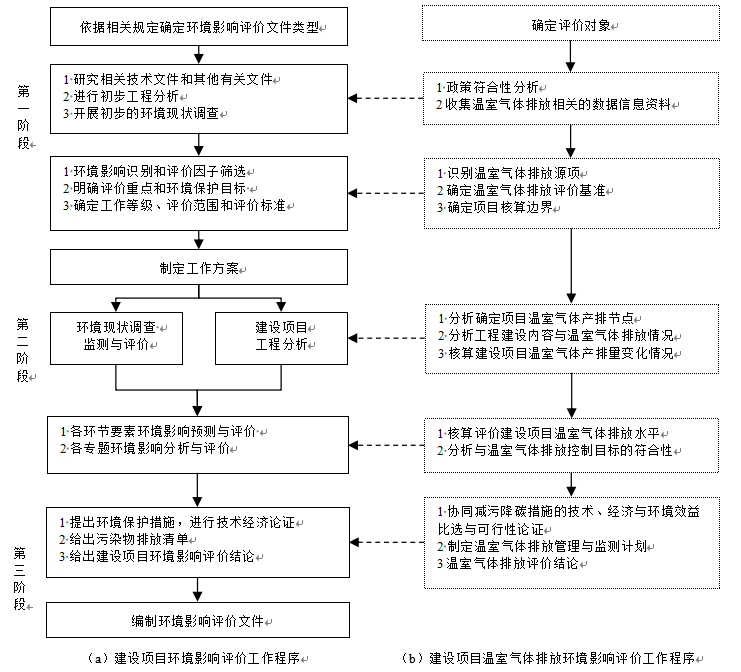 依据相关规定确定环境影响评价文件类型
1 研究相关技术文件和其他有关文件
2 进行初步工程分析
3 开展初步的环境现状调查
1 环境影响识别和评价因子筛选
2 明确评价重点和环境保护目标
3 确定工作等级、评价范围和评价标准
制定工作方案
环境现状调查
监测与评价
建设项目
工程分析
1 各环节要素环境影响预测与评价
2 各专题环境影响分析与评价
1 提出环境保护措施，进行技术经济论证
2 给出污染物排放清单
3 给出建设项目环境影响评价结论
编制环境影响评价文件
第一阶段
第二阶段
第三阶段
（a）建设项目环境影响评价工作程序
确定评价对象
1 政策符合性分析
2 收集温室气体排放相关的数据信息资料
1 识别温室气体排放源项
2 确定温室气体排放评价基准
3 确定项目核算边界
1 分析确定项目温室气体产排节点
2 分析工程建设内容与温室气体排放情况
3 核算建设项目温室气体产排量变化情况
1 核算评价建设项目温室气体排放水平
2 分析与温室气体排放控制目标的符合性
1 协同减污降碳措施的技术、经济与环境效益
比选与可行性论证
2 制定温室气体排放管理与监测计划
3 温室气体排放评价结论
（b）建设项目温室气体排放环境影响评价工作程序